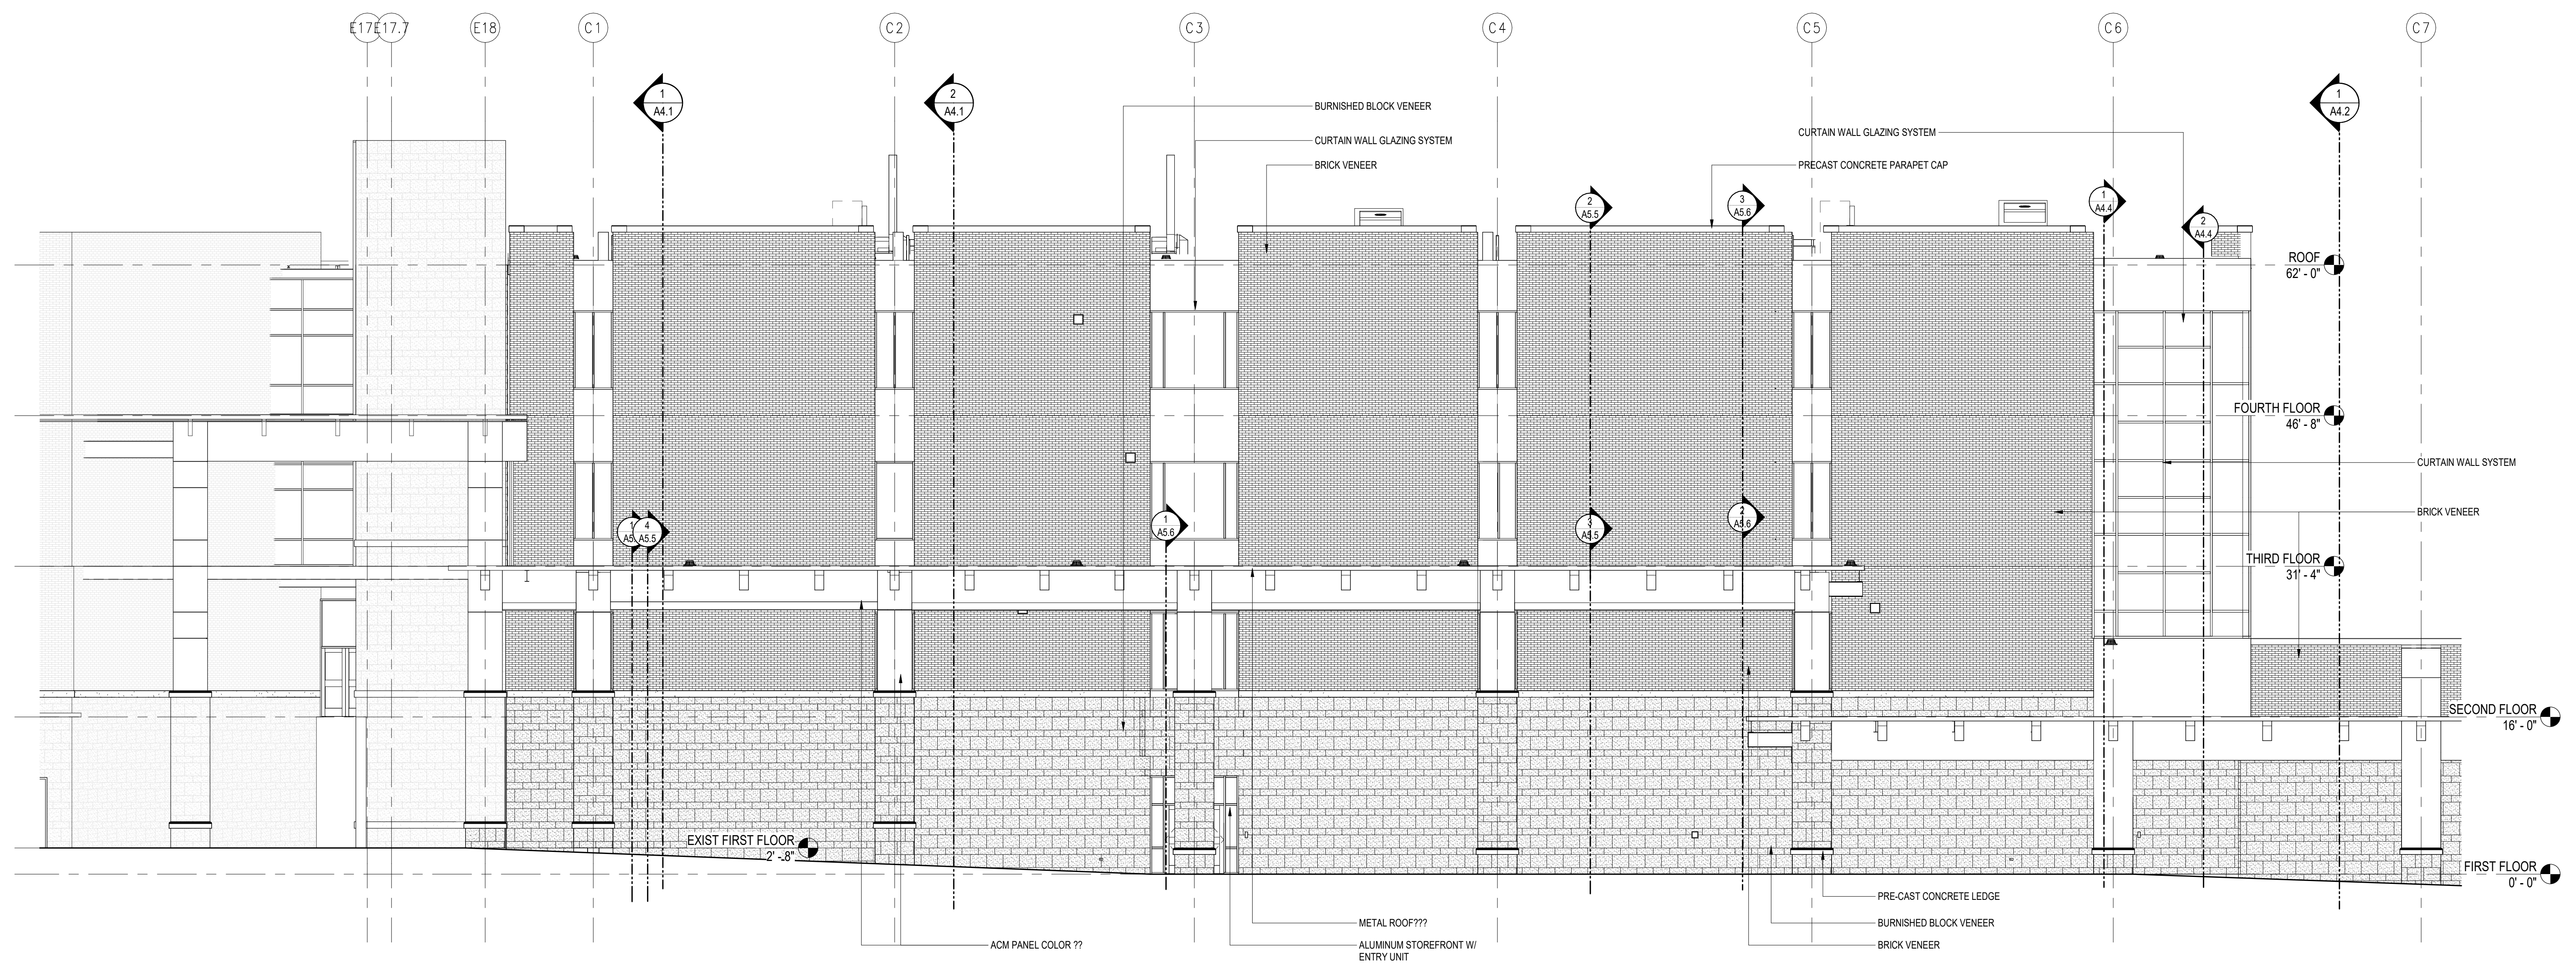 E17
E17.7
E18
C1
C2
C3
C4
C5
C6
C7
1
A4.1
2
A4.1
1
A4.2
BURNISHED BLOCK VENEER
CURTAIN WALL GLAZING SYSTEM
BRICK VENEER
CURTAIN WALL GLAZING SYSTEM
PRECAST CONCRETE PARAPET CAP
2
A5.5
3
A5.6
1
A4.4
2
A4.4
ROOF
62' - 0"
FOURTH FLOOR
46' - 8"
CURTAIN WALL SYSTEM
BRICK VENEER
1
4
A5.5
1
A5.6
3
A5.5
2
A5.6
THIRD FLOOR
31' - 4"
SECOND FLOOR
16' - 0"
EXIST FIRST FLOOR
2' - 8"
FIRST FLOOR
0' - 0"
PRE-CAST CONCRETE LEDGE
METAL ROOF???
BURNISHED BLOCK VENEER
ACM PANEL COLOR ??
ALUMINUM STOREFRONT W/
ENTRY UNIT
BRICK VENEER